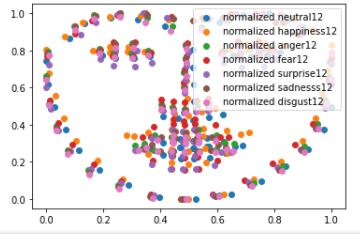 1.0
0.8
0.6
0.4
0.2
0.0
normalized neutral12
normalized happiness12
normalized anger12
normalized fear12
normalized surprise12
normalized sadnesss12
normalized disgust12
0.0 0.2 0.4 0.6 0.8 1.0